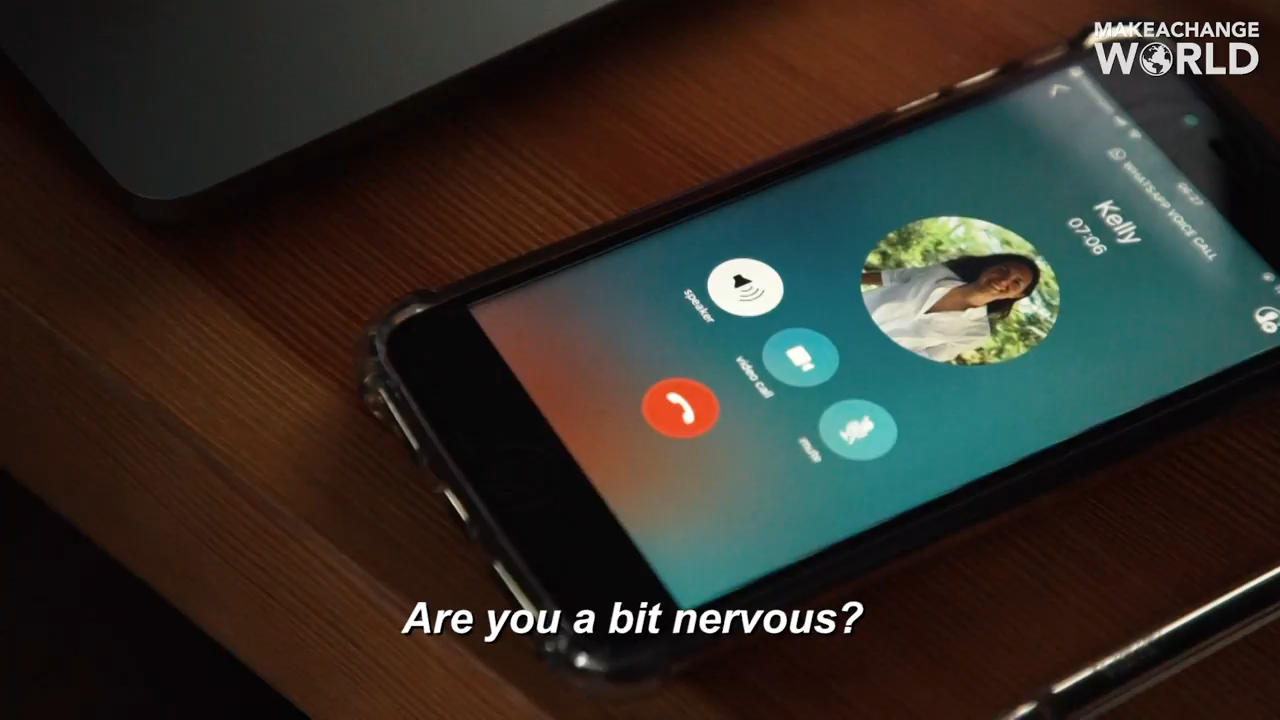 MAKEACHANGE
WORLD
WHATSAPP VOICE CALL
Kelly
07:06
speaker
video call
mute
Are you a bit nervous?